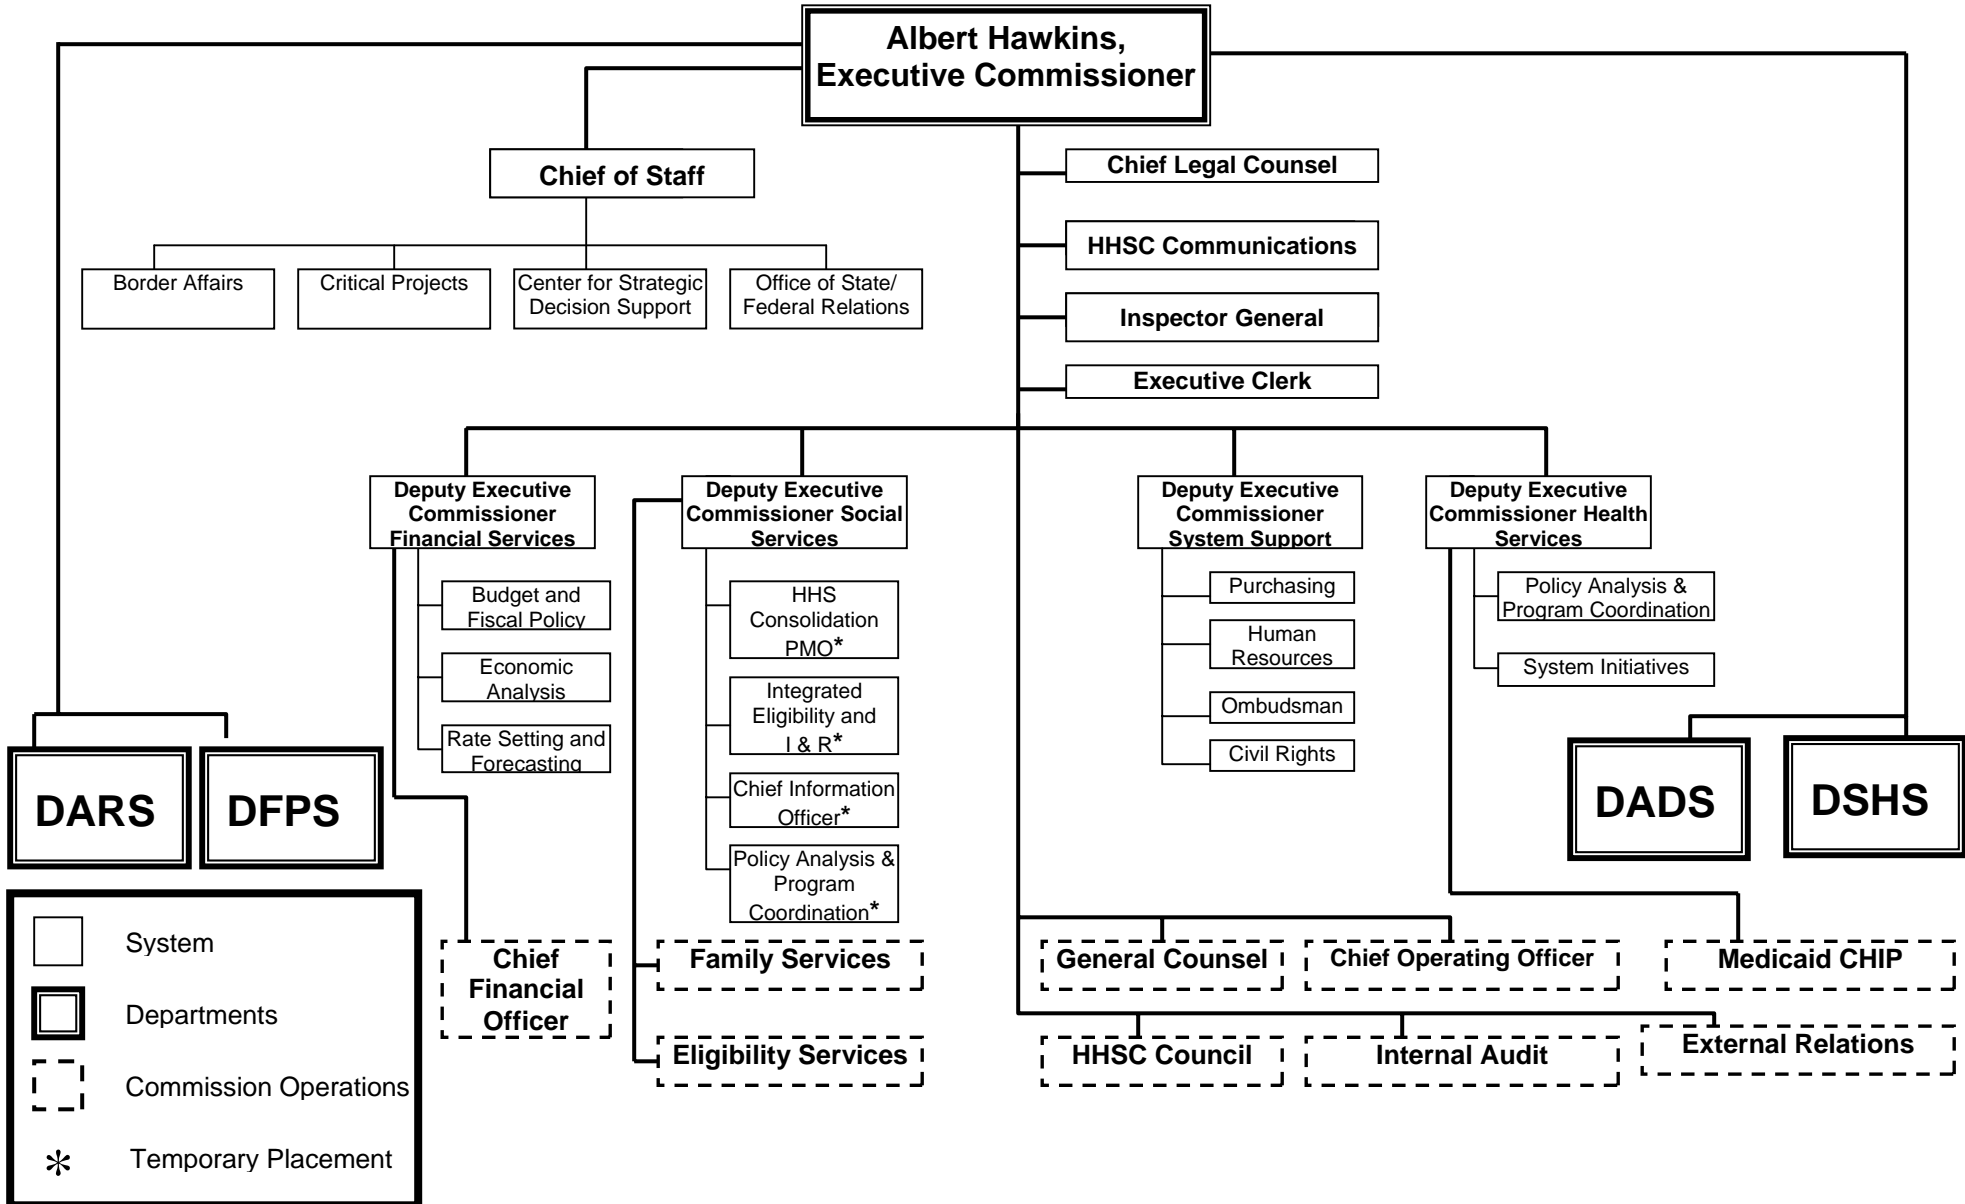 Albert Hawkins,
Executive Commissioner
Chief of Staff
Chief Legal Counsel
HHSC Communications
Inspector General
Executive Clerk
Border Affairs
Critical Projects
Center for Strategic
Decision Support
Office of State/
Federal Relations
Deputy Executive
Commissioner
Financial Services
Budget and
Fiscal Policy
Economic
Analysis
Rate Setting and
Forecasting
Deputy Executive
Commissioner Social
Services
HHS
Consolidation
PMO*
Integrated
Eligibility and
I & R*
Chief Information
Officer*
Policy Analysis &
Program
Coordination*
Deputy Executive
Commissioner
System Support
Purchasing
Human
Resources
Ombudsman
Civil Rights
Deputy Executive
Commissioner Health
Services
Policy Analysis &
Program Coordination
System Initiatives
DARS
DFPS
DADS
DSHS
Chief
Financial
Officer
Family Services
Eligibility Services
General Counsel
Chief Operating Officer
Medicaid CHIP
HHSC Council
Internal Audit
External Relations
System
Departments
Commission Operations
* Temporary Placement